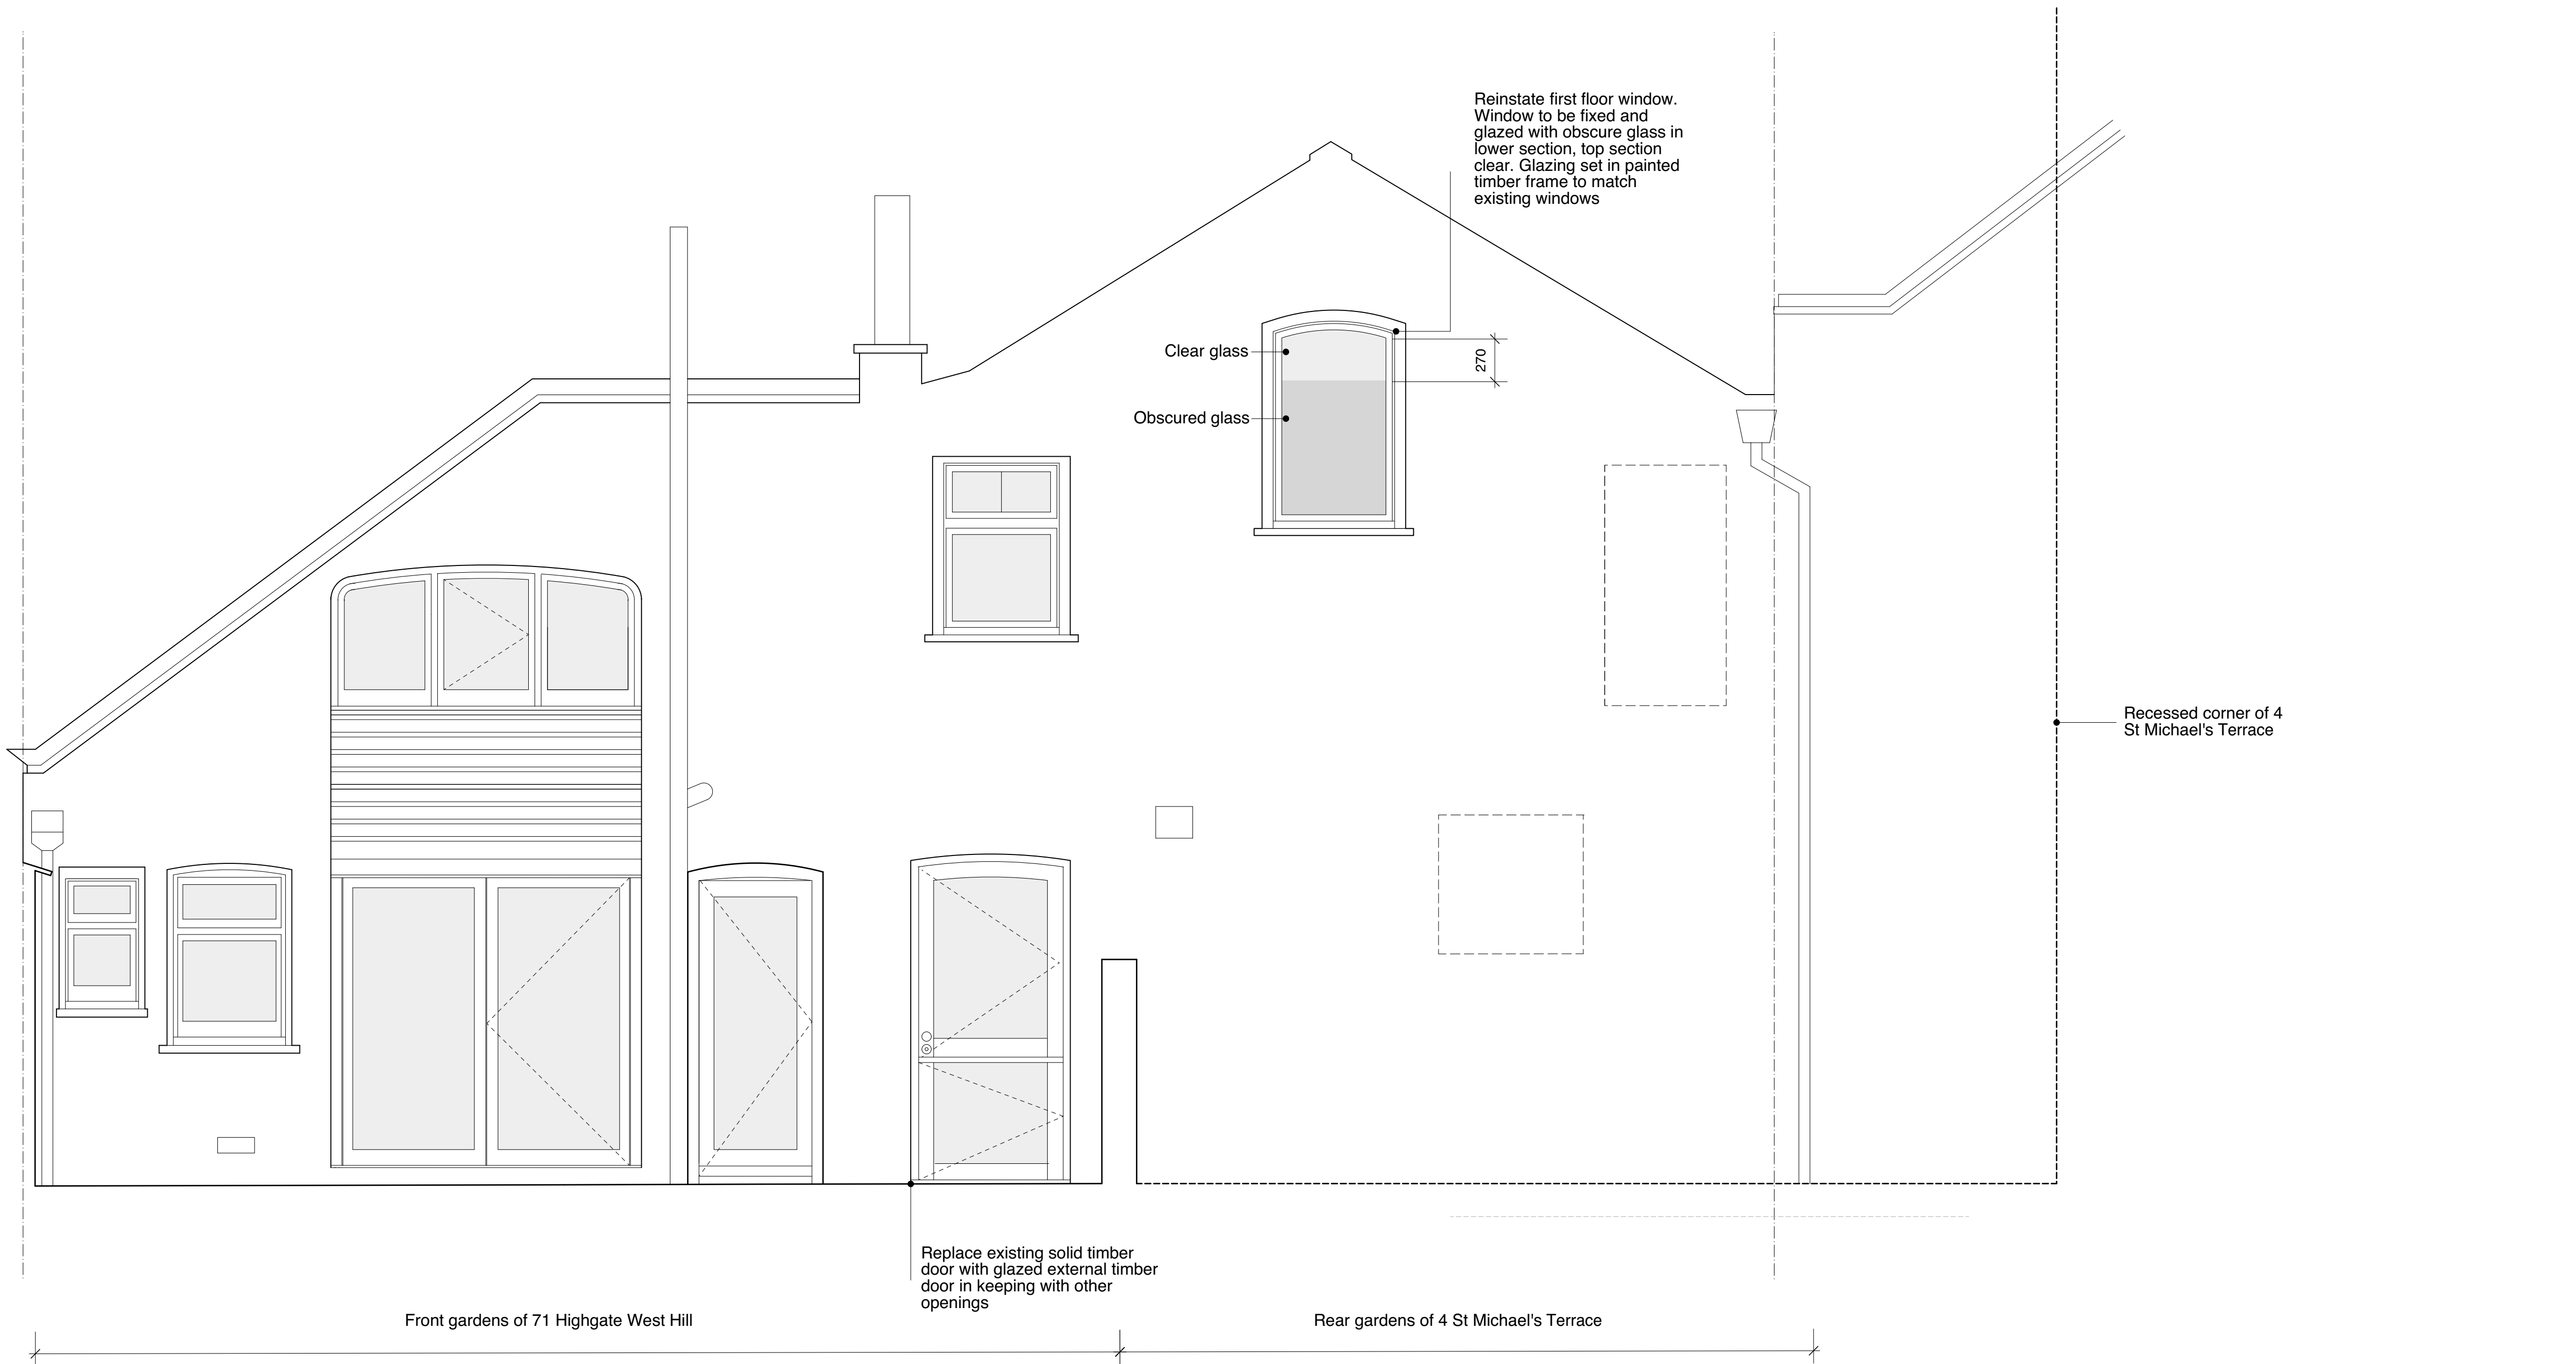 Reinstate first floor window.
Window to be fixed and
glazed with obscure glass in
lower section, top section
clear. Glazing set in painted
timber frame to match
existing windows
Clear glass
270
Obscured glass
Recessed corner of 4
St Michael's Terrace
Replace existing solid timber
door with glazed external timber
door in keeping with other
openings
Front gardens of 71 Highgate West Hill
Rear gardens of 4 St Michael's Terrace